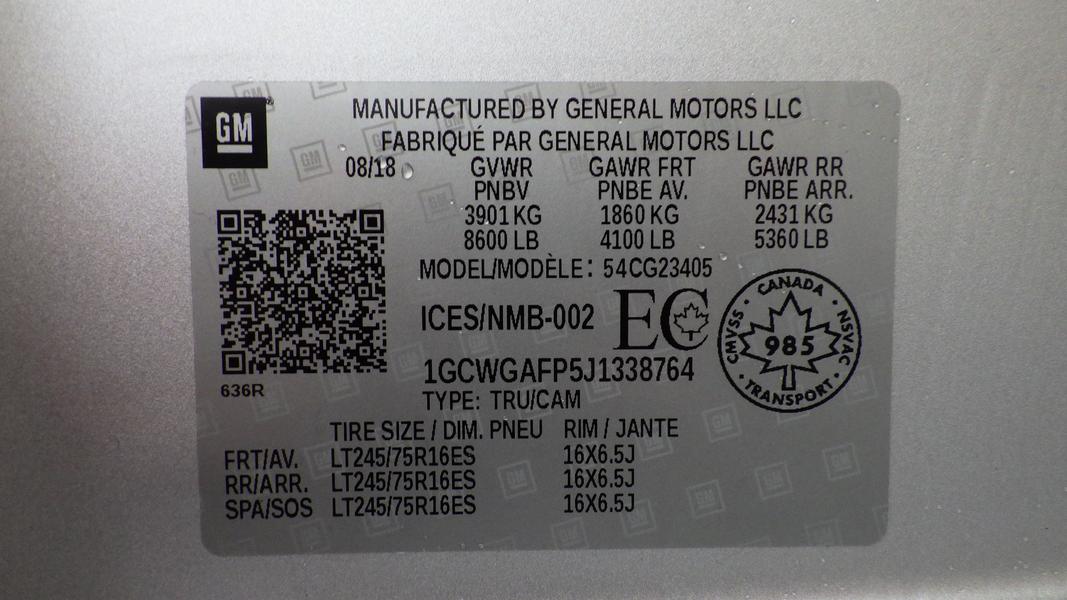 GM
MANUFACTURED BY GENERAL MOTORS LLC
FABRIQUÉ PAR GENERAL MOTORS LLC
08/18 GVWR GAWR FRT GAWR RR
PNBV PNBE AV. PNBE ARR.
3901 KG 1860 KG 2431 KG
8600 LB 4100 LB 5360 LB
MODEL/MODÈLE: 54CG23405
ICES/NMB-002 EC
CANADA
CMVSS 985 NSVAC
TRANSPORT
1GCWGAFP5J1338764
636R
TYPE: TRU/CAM
TIRE SIZE / DIM. PNEU RIM / JANTE
FRT/AV. LT245/75R16ES 16X6.5J
RR/ARR. LT245/75R16ES 16X6.5J
SPA/SOS LT245/75R16ES 16X6.5J